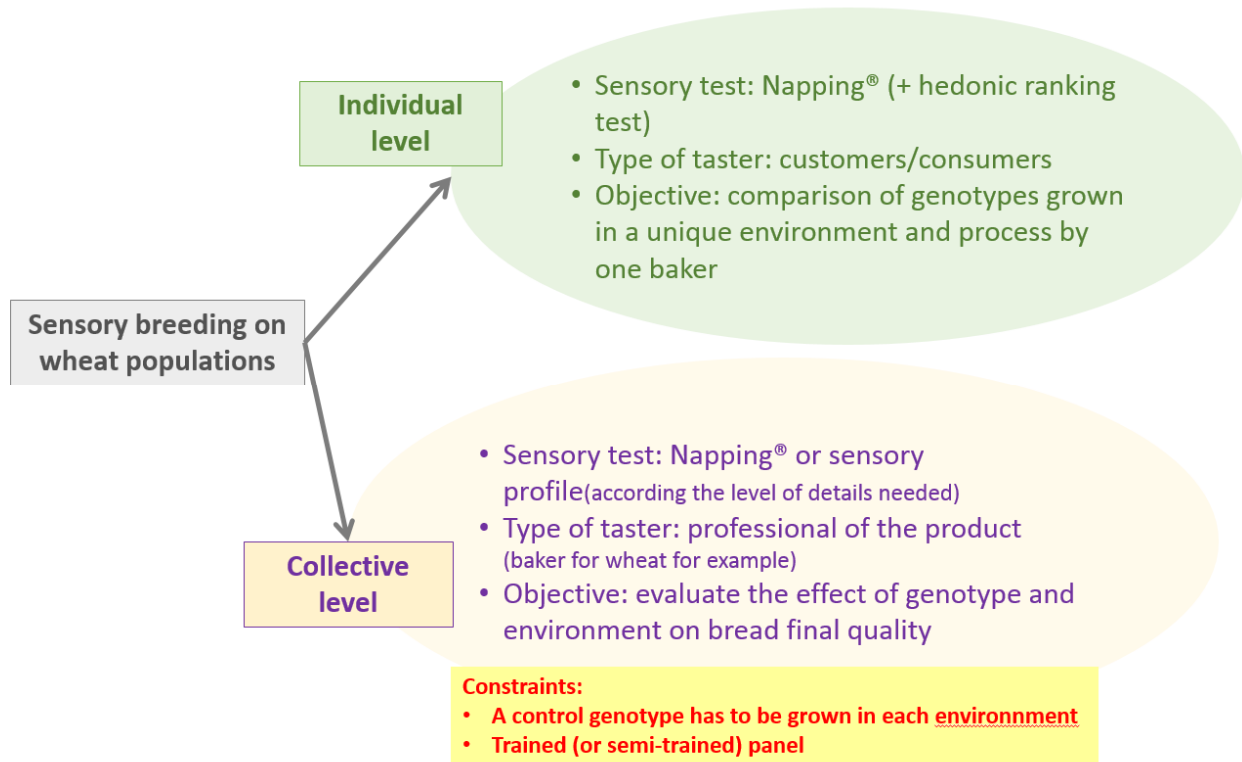 Individual
level
• Sensory test: Napping® (+ hedonic ranking
test)
• Type of taster: customers/consumers
• Objective: comparison of genotypes grown
in a unique environment and process by
one baker
Sensory breeding on
wheat populations
Collective
level
• Sensory test: Napping® or sensory
profile(according the level of details needed)
• Type of taster: professional of the product
(baker for wheat for example)
• Objective: evaluate the effect of genotype and
environment on bread final quality
Constraints:
• A control genotype has to be grown in each environnment
• Trained (or semi-trained) panel